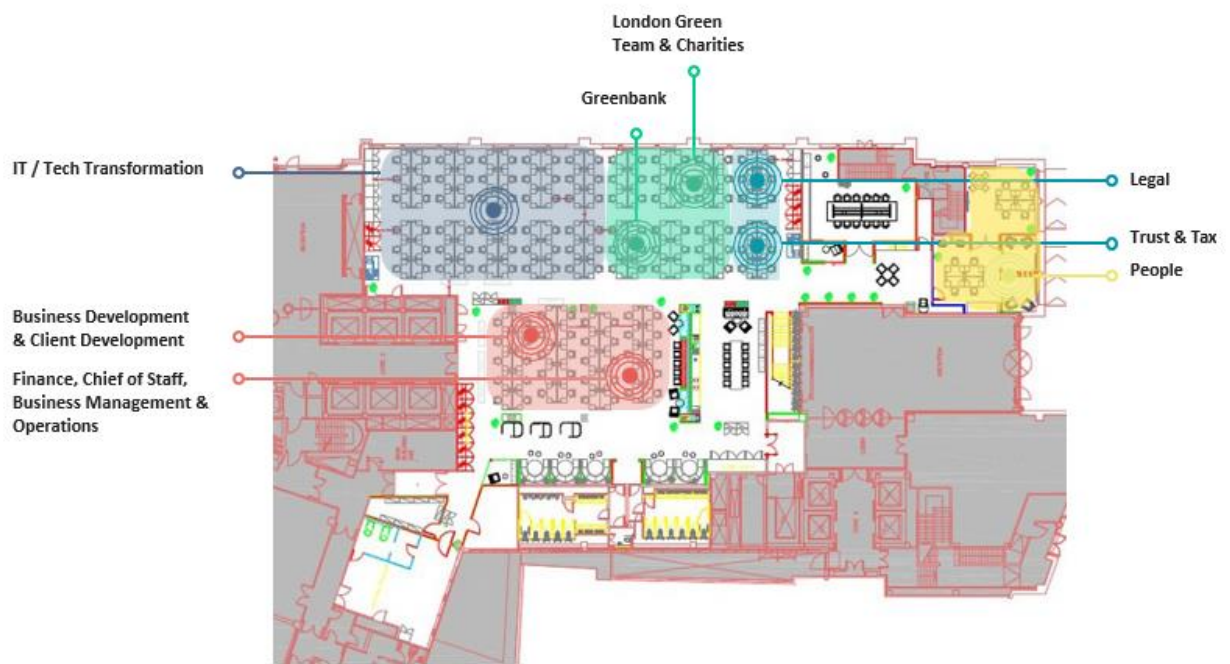 London Green
Team & Charities
Greenbank
IT / Tech Transformation
Legal
Trust & Tax
People
Business Development
& Client Development
Finance, Chief of Staff,
Business Management &
Operations